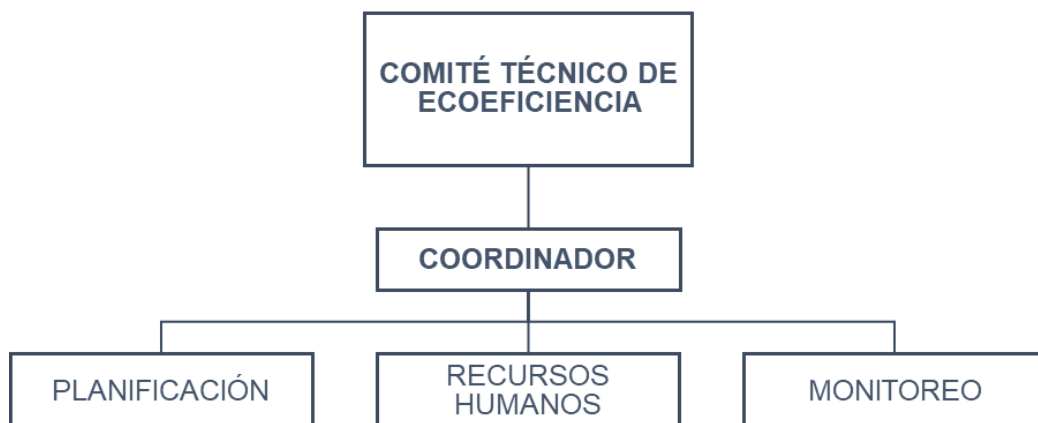 COMITÉ TÉCNICO DE
ECOEFICIENCIA
COORDINADOR
PLANIFICACIÓN
RECURSOS
HUMANOS
MONITOREO